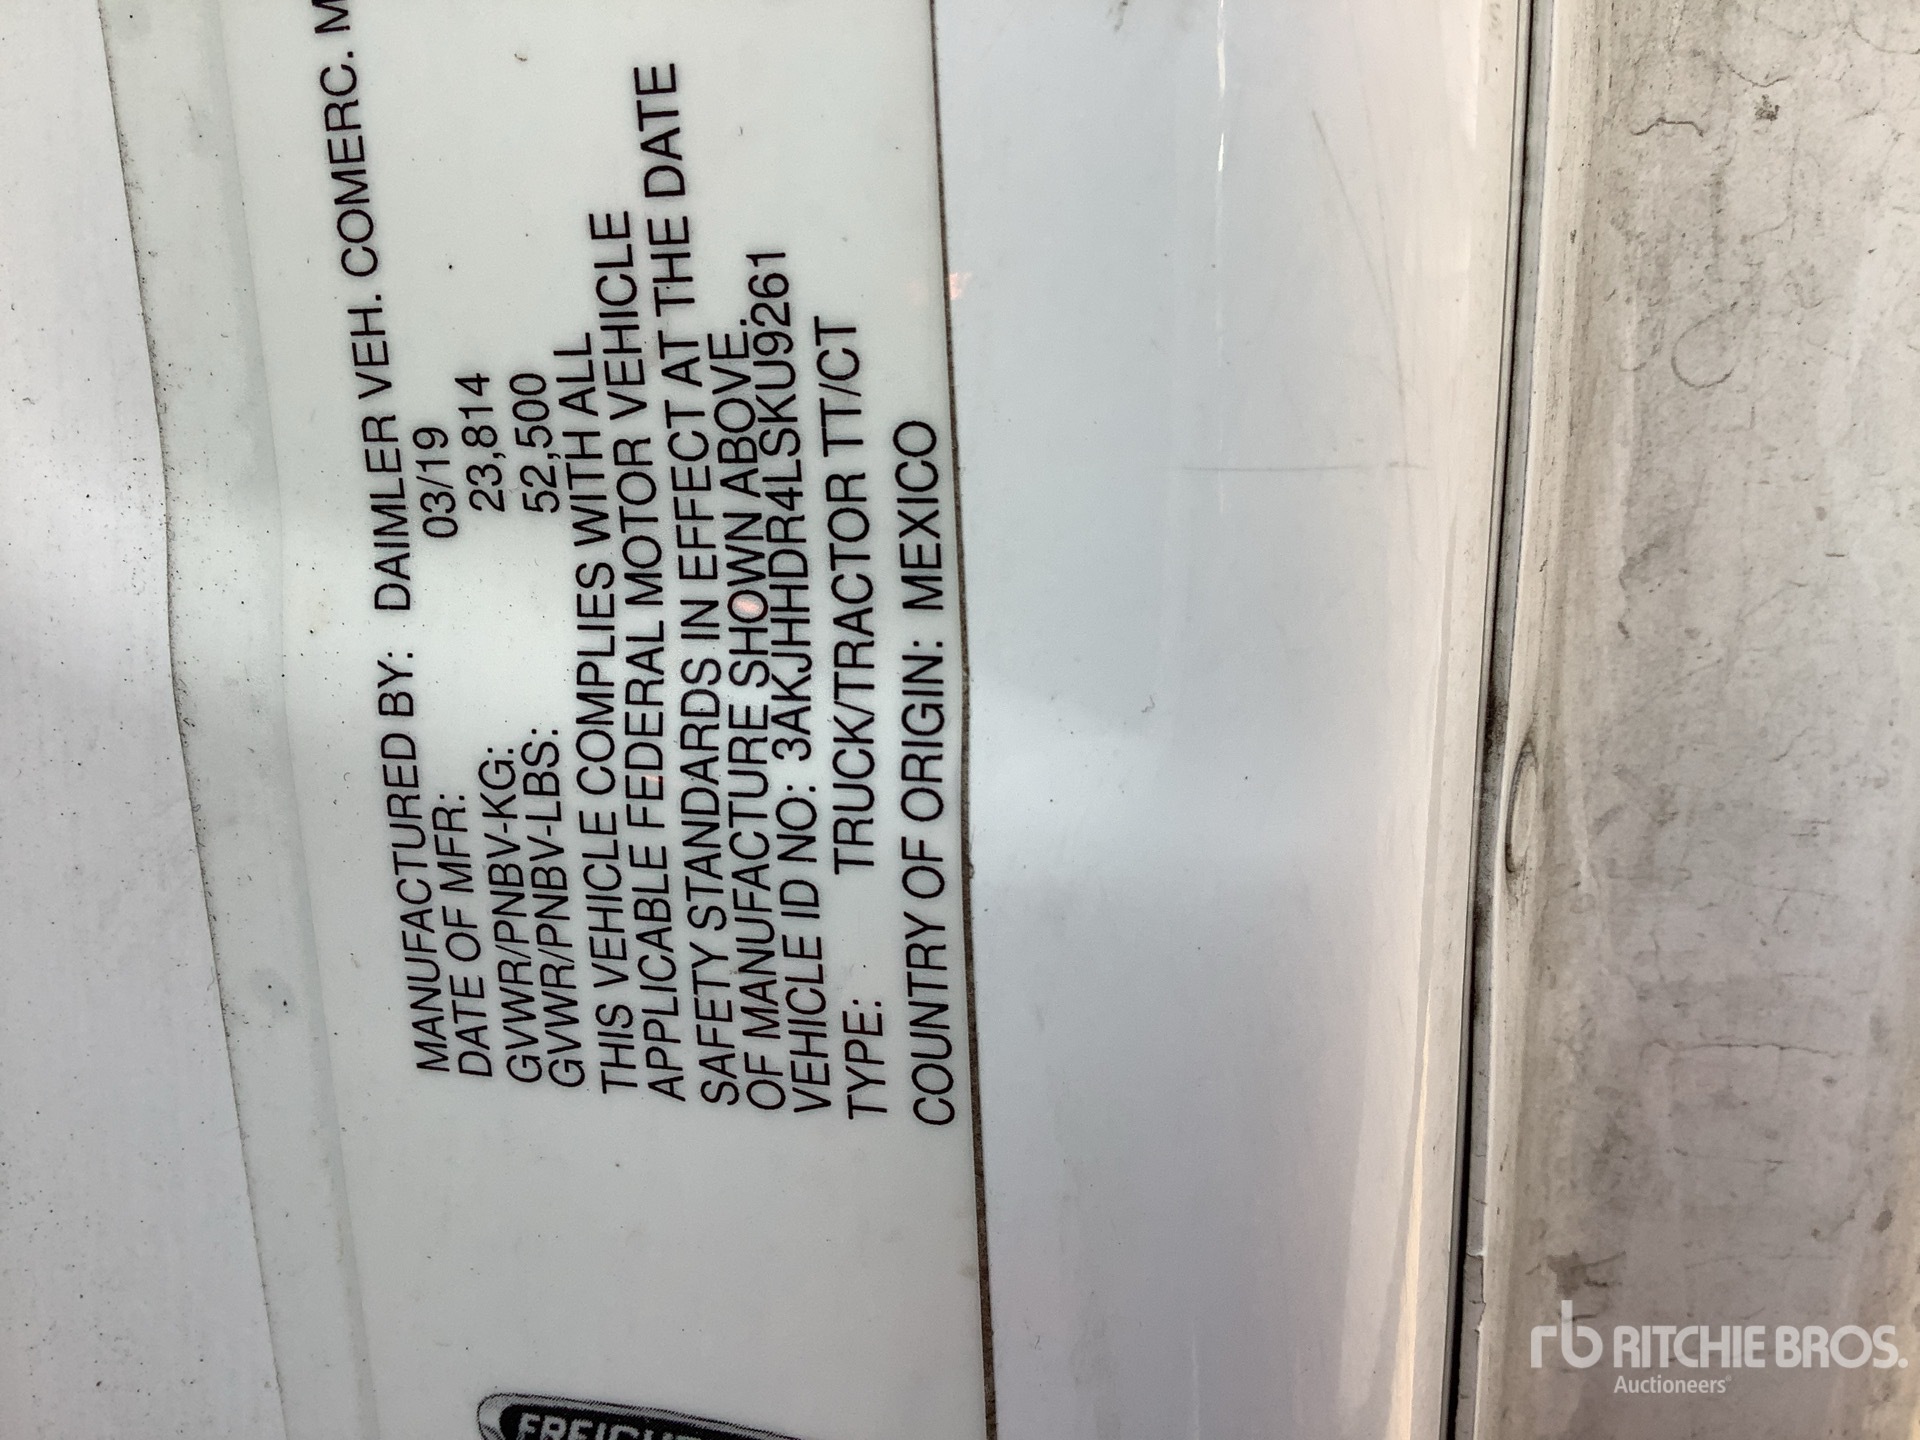 MANUFACTURED BY: DAIMLER VEH. COMERC. M
DATE OF MFR: 03/19
GVWR/PNBV-KG: 23,814
GVWR/PNBV-LBS: 52,500
THIS VEHICLE COMPLIES WITH ALL
APPLICABLE FEDERAL MOTOR VEHICLE
SAFETY STANDARDS IN EFFECT AT THE DATE
OF MANUFACTURE SHOWN ABOVE.
VEHICLE ID NO: 3AKJHHDR4LSKU9261
TYPE: TRUCK/TRACTOR TT/CT
COUNTRY OF ORIGIN: MEXICO
rb RITCHIE BROS.
Auctioneers